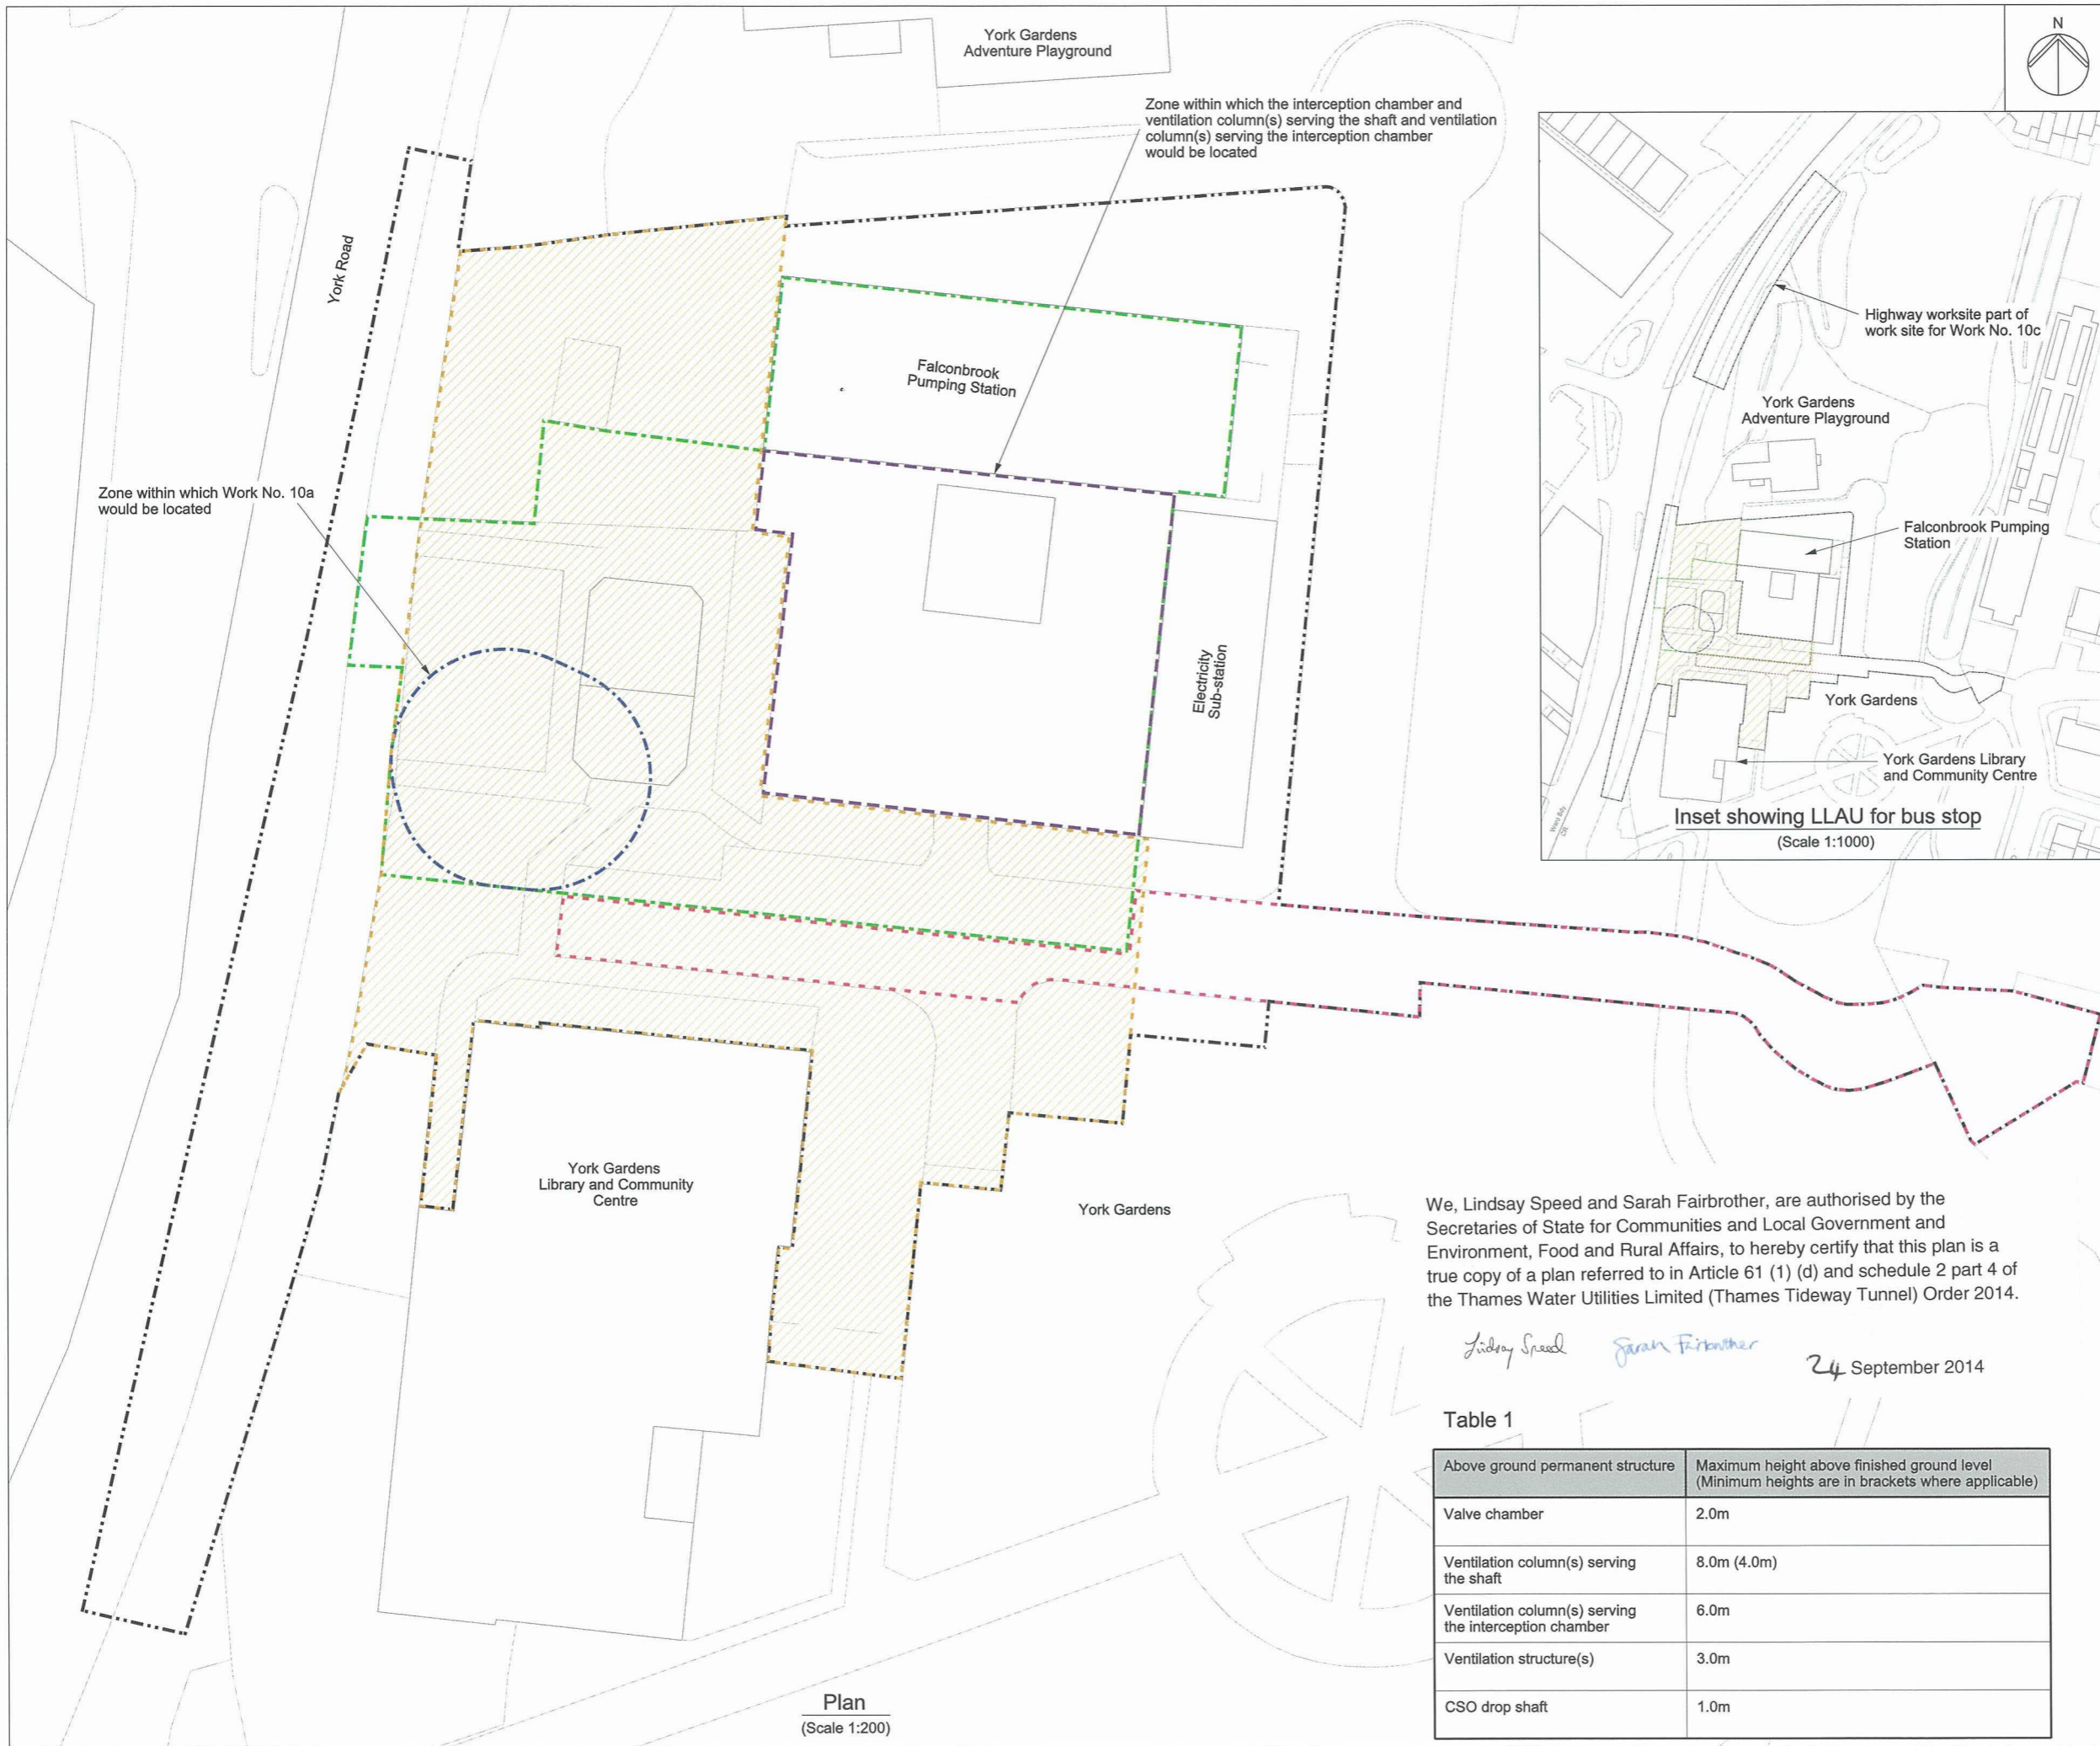 York Gardens
Adventure Playground
N
Zone within which the interception chamber and
ventilation column(s) serving the shaft and ventilation
column(s) serving the interception chamber
would be located
York Road
Falconbrook
Pumping Station
Zone within which Work No. 10a
would be located
Electricity
Sub-station
Highway worksite part of
work site for Work No. 10c
York Gardens
Adventure Playground
Falconbrook Pumping
Station
York Gardens
York Gardens Library
and Community Centre
Ward Bdy
CR
Inset showing LLAU for bus stop
(Scale 1:1000)
York Gardens
Library and Community
Centre
York Gardens
We, Lindsay Speed and Sarah Fairbrother, are authorised by the
Secretaries of State for Communities and Local Government and
Environment, Food and Rural Affairs, to hereby certify that this plan is a
true copy of a plan referred to in Article 61 (1) (d) and schedule 2 part 4 of
the Thames Water Utilities Limited (Thames Tideway Tunnel) Order 2014.
Lindsay Speed Sarah Fairbrother
24 September 2014
Table 1
Above ground permanent structure
Maximum height above finished ground level
(Minimum heights are in brackets where applicable)
Valve chamber 2.0m
Ventilation column(s) serving
the shaft
8.0m (4.0m)
Ventilation column(s) serving
the interception chamber
6.0m
Ventilation structure(s) 3.0m
CSO drop shaft 1.0m
Plan
(Scale 1:200)